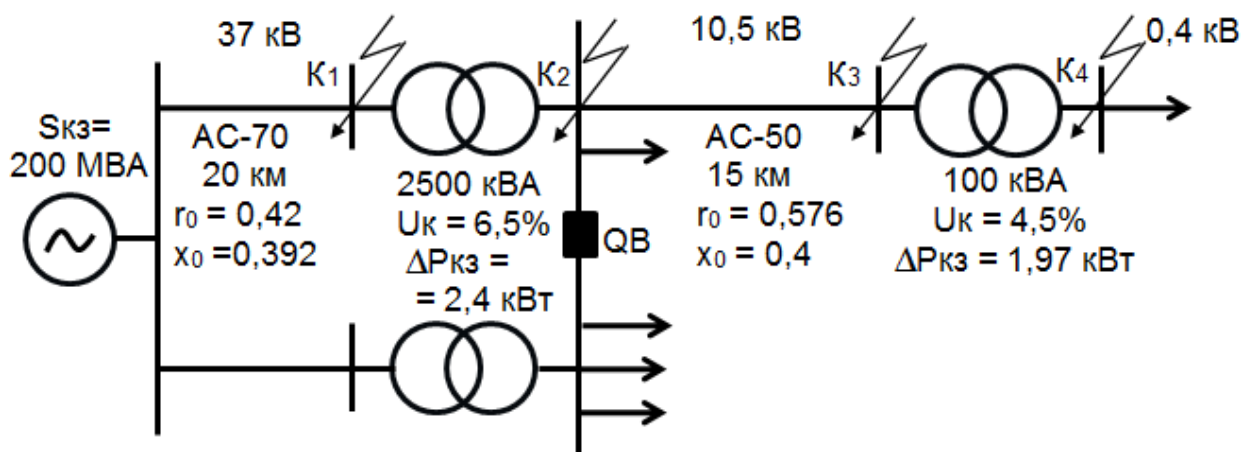 37 кВ
10,5 кВ
0,4 кВ
К1
К2
К3
К4
Sкз=
200 МВА
АС-70
20 км
r0 = 0,42
x0 =0,392
2500 кВА
Uк = 6,5%
ΔPкз =
= 2,4 кВт
QB
АС-50
15 км
r0 = 0,576
x0 = 0,4
100 кВА
Uк = 4,5%
ΔPкз = 1,97 кВт